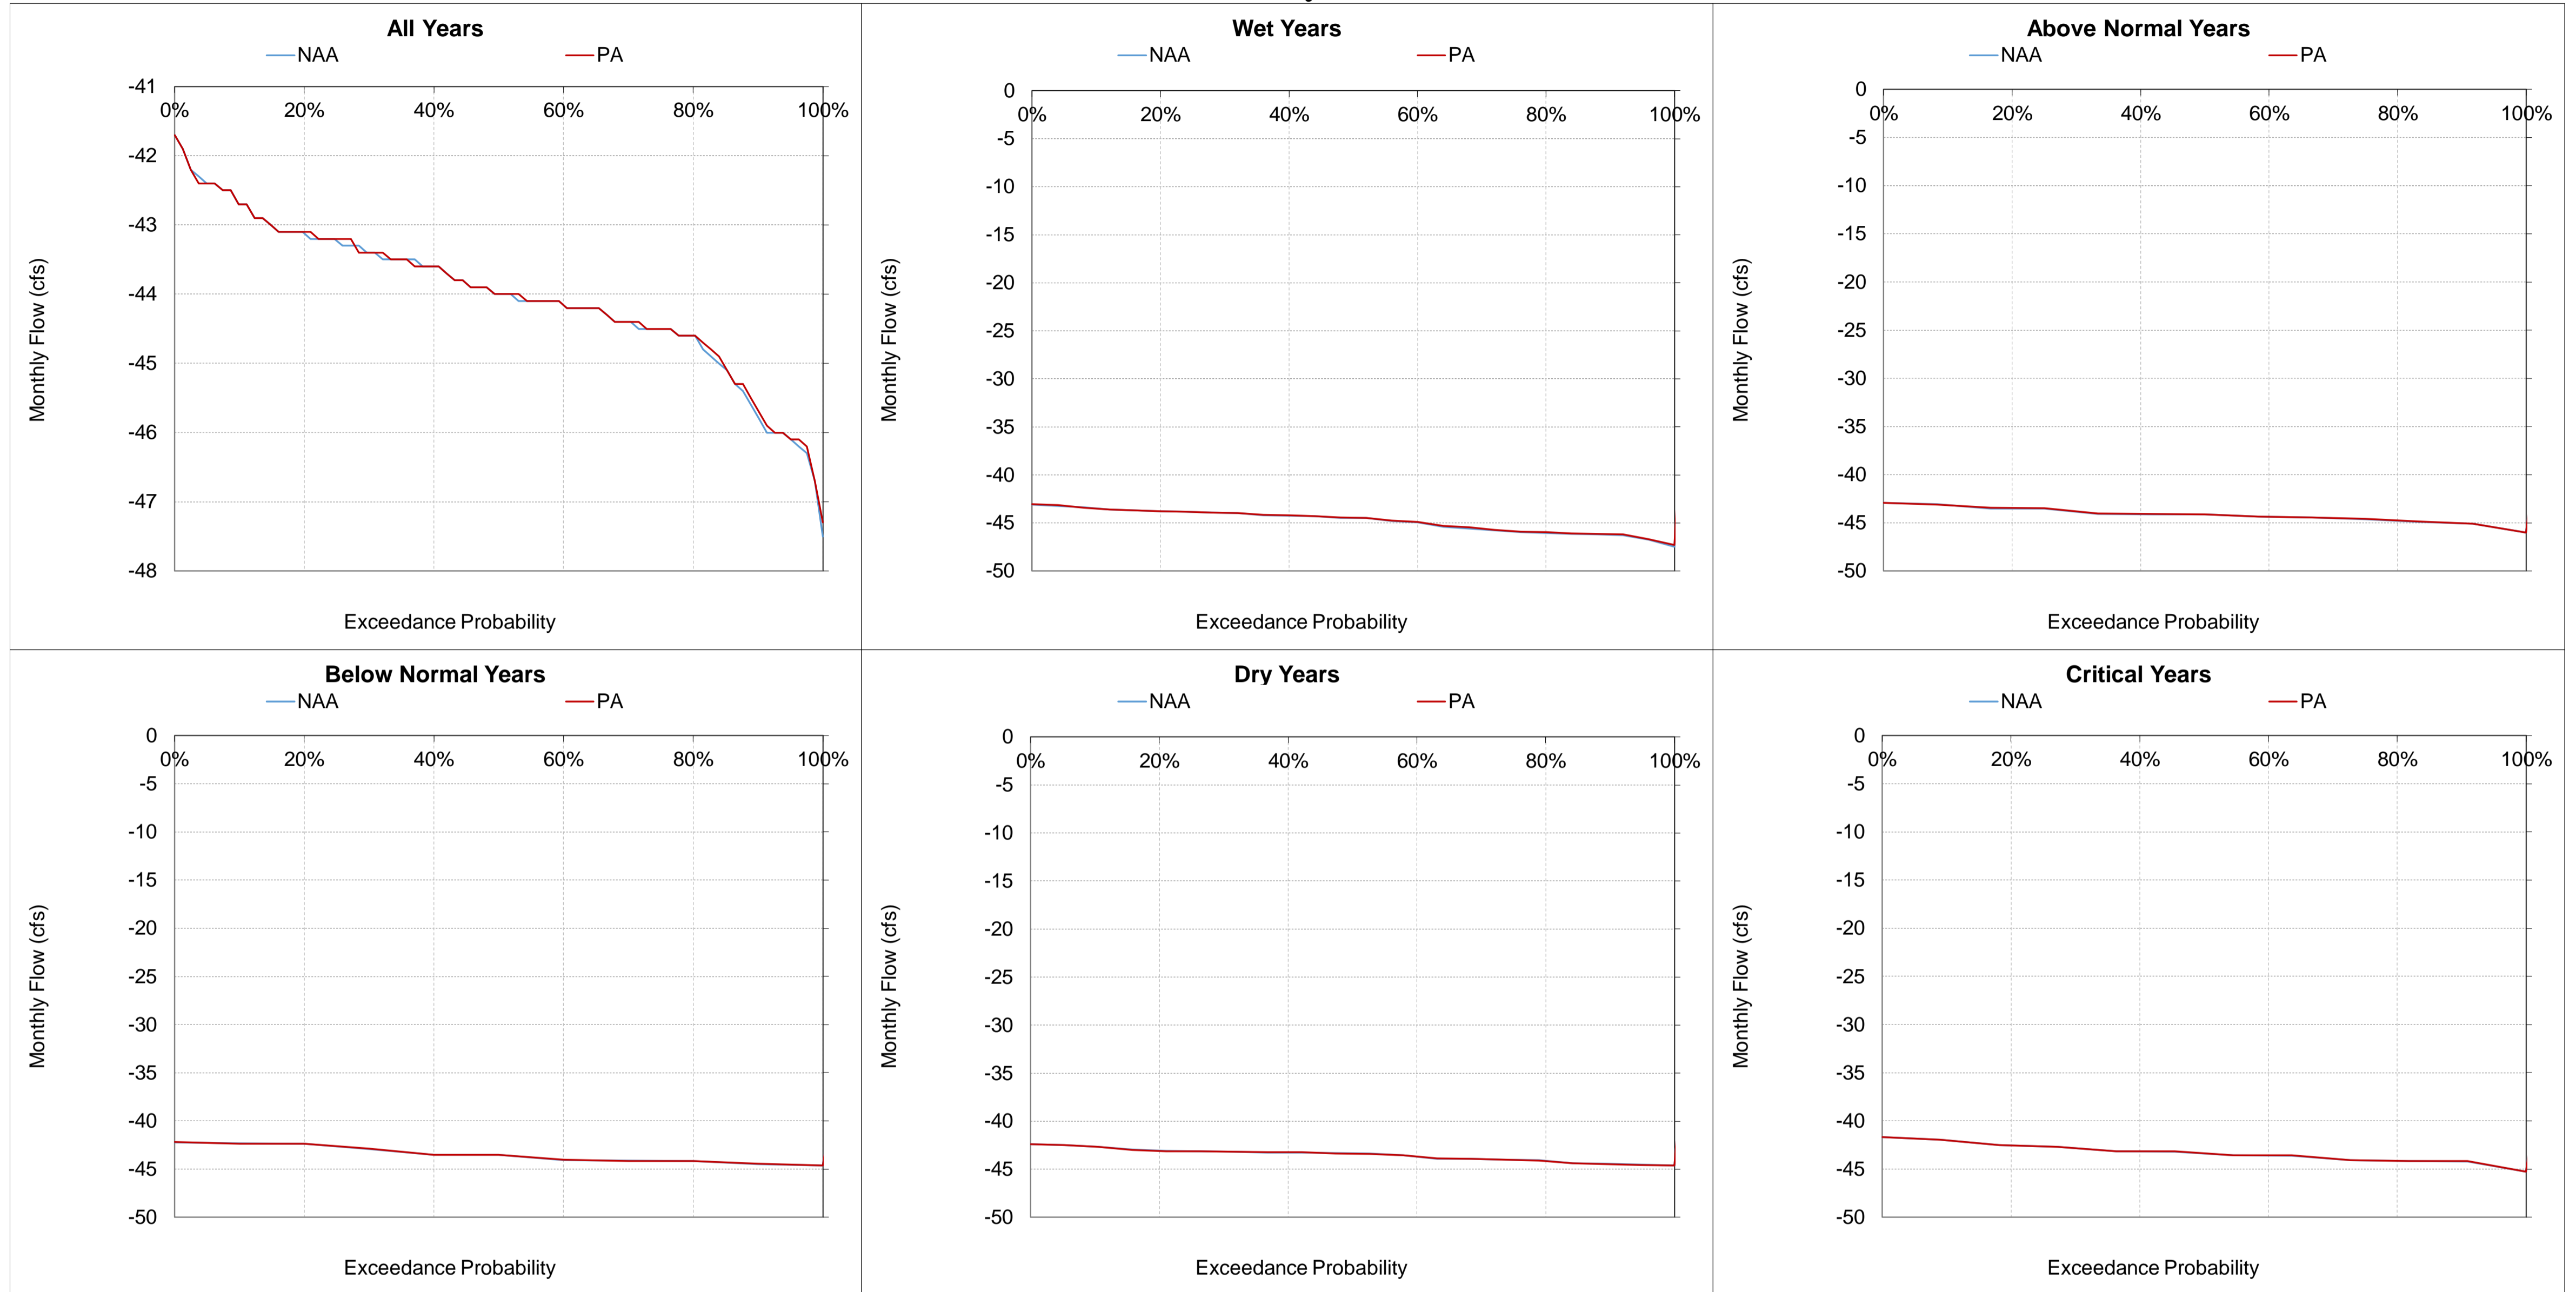 All Years
NAA PA
-41
0% 20% 40% 60% 80% 100%
-42
-43
-44
-45
-46
-47
-48
Monthly Flow (cfs)
Exceedance Probability
Wet Years
NAA PA
0
0% 20% 40% 60% 80% 100%
-5
-10
-15
-20
-25
-30
-35
-40
-45
-50
Monthly Flow (cfs)
Exceedance Probability
Above Normal Years
NAA PA
0
0% 20% 40% 60% 80% 100%
-5
-10
-15
-20
-25
-30
-35
-40
-45
-50
Monthly Flow (cfs)
Exceedance Probability
Below Normal Years
NAA PA
0
0% 20% 40% 60% 80% 100%
-5
-10
-15
-20
-25
-30
-35
-40
-45
-50
Monthly Flow (cfs)
Exceedance Probability
Dry Years
NAA PA
0
0% 20% 40% 60% 80% 100%
-5
-10
-15
-20
-25
-30
-35
-40
-45
-50
Monthly Flow (cfs)
Exceedance Probability
Critical Years
NAA PA
0
0% 20% 40% 60% 80% 100%
-5
-10
-15
-20
-25
-30
-35
-40
-45
-50
Monthly Flow (cfs)
Exceedance Probability